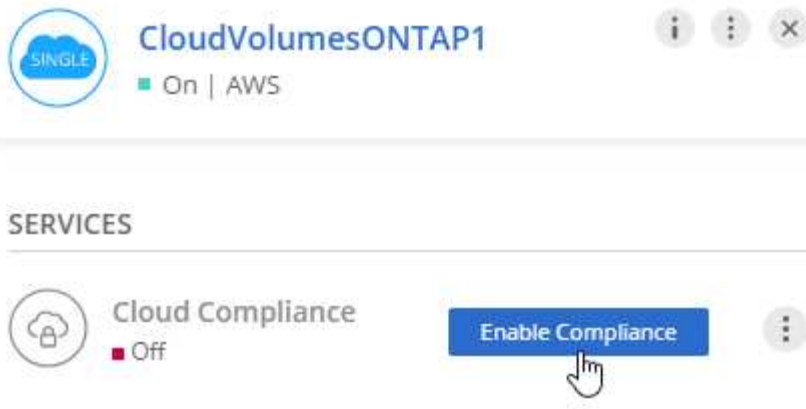 SINGLE
CloudVolumesONTAP1
On | AWS
SERVICES
Cloud Compliance
Off
Enable Compliance